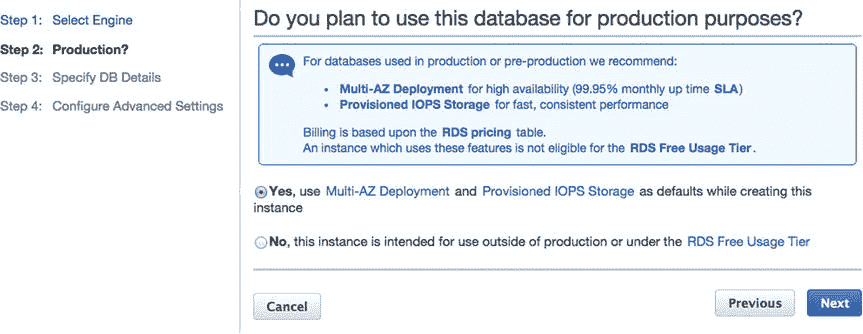 Step 1: Select Engine
Step 2: Production?
Step 3: Specify DB Details
Step 4: Configure Advanced Settings
Do you plan to use this database for production purposes?
For databases used in production or pre-production we recommend:
• Multi-AZ Deployment for high availability (99.95% monthly up time SLA)
• Provisioned IOPS Storage for fast, consistent performance
Billing is based upon the RDS pricing table.
An instance which uses these features is not eligible for the RDS Free Usage Tier.
Yes, use Multi-AZ Deployment and Provisioned IOPS Storage as defaults while creating this
instance
No, this instance is intended for use outside of production or under the RDS Free Usage Tier
Cancel
Previous
Next